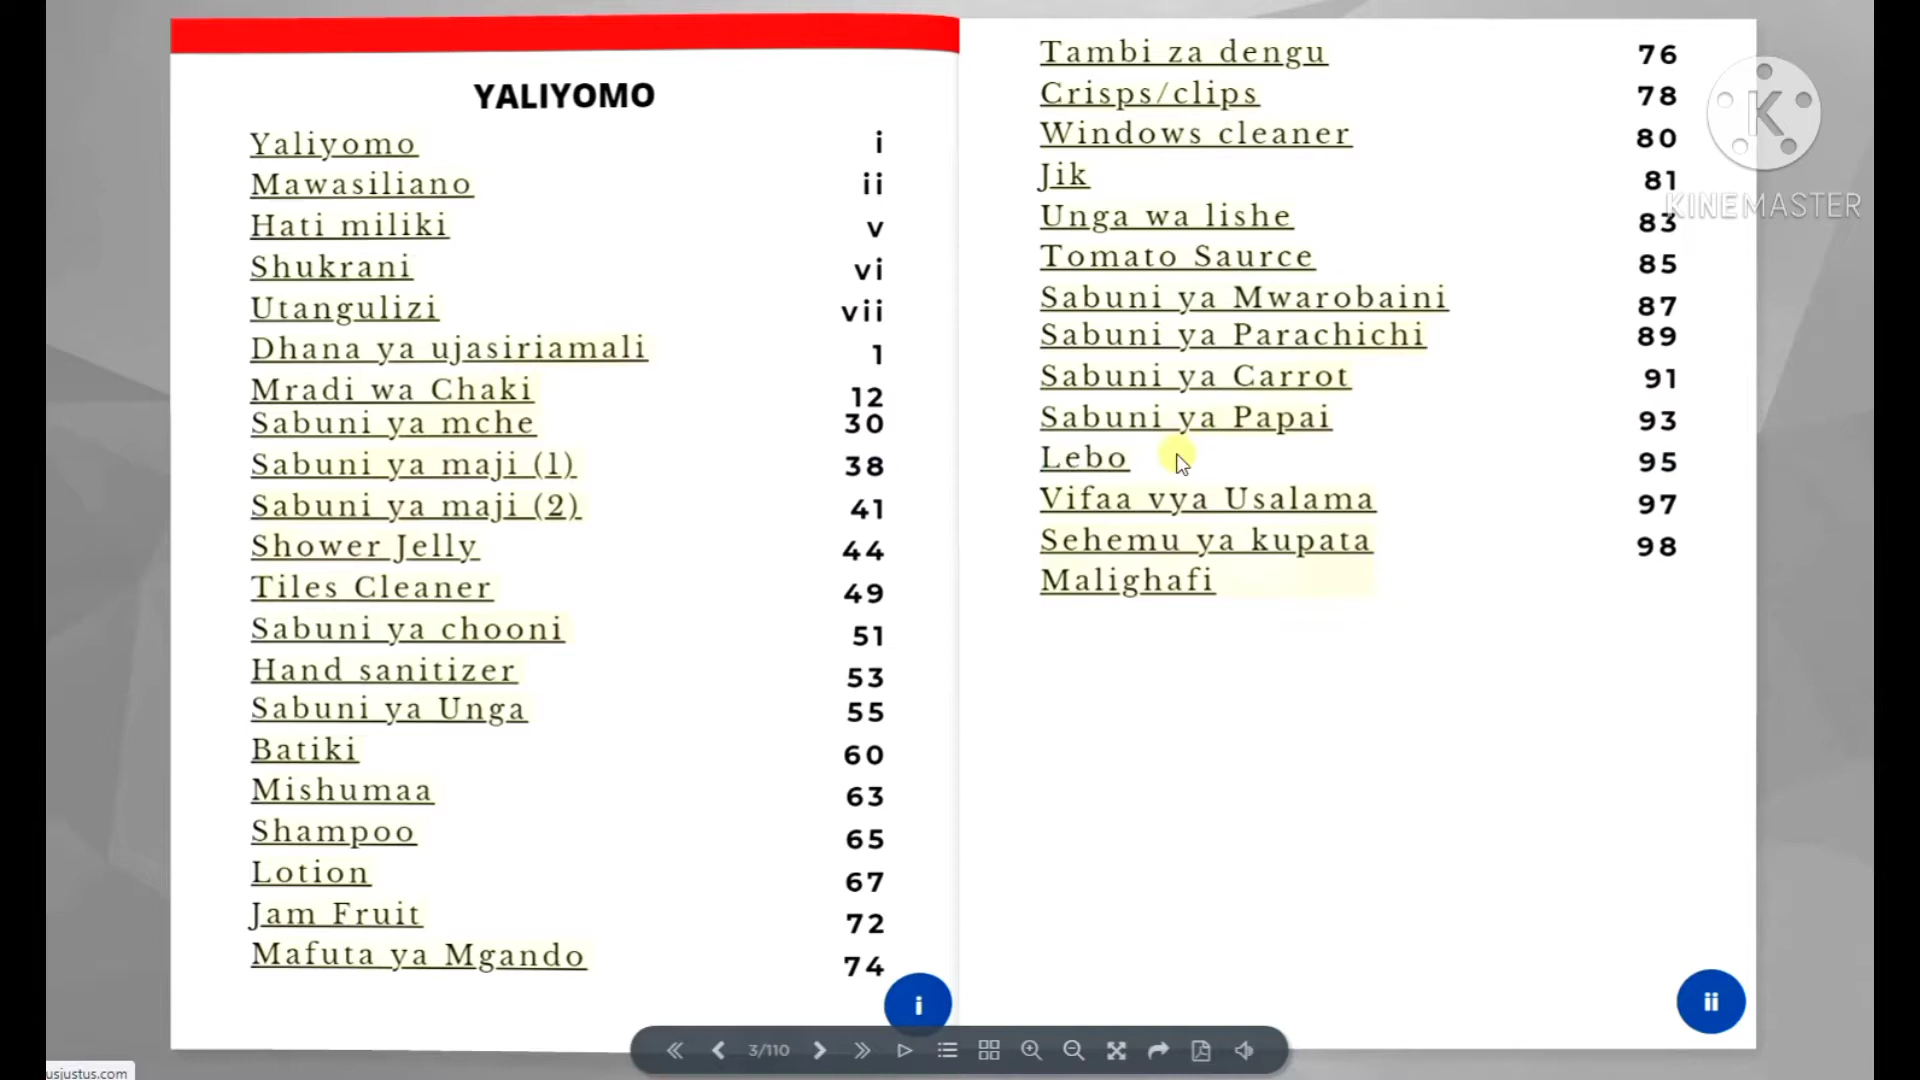 YALIYOMO
Yaliyomo i
Mawasiliano ii
Hati miliki v
Shukrani vi
Utangulizi vii
Dhana ya ujasiriamali 1
Mradi wa Chaki 12
Sabuni ya mche 30
Sabuni ya maji (1) 38
Sabuni ya maji (2) 41
Shower Jelly 44
Tiles Cleaner 49
Sabuni ya chooni 51
Hand sanitizer 53
Sabuni ya Unga 55
Batiki 60
Mishumaa 63
Shampoo 65
Lotion 67
Jam Fruit 72
Mafuta ya Mgando 74
i
Tambi za dengu 76
Crisps/clips 78
Windows cleaner 80
Jik 81
Unga wa lishe 83
Tomato Saurce 85
Sabuni ya Mwarobaini 87
Sabuni ya Parachichi 89
Sabuni ya Carrot 91
Sabuni ya Papai 93
Lebo 95
Vifaa vya Usalama 97
Sehemu ya kupata 98
Malighafi
ii
K
KINEMASTER
3/110
usjustus.com